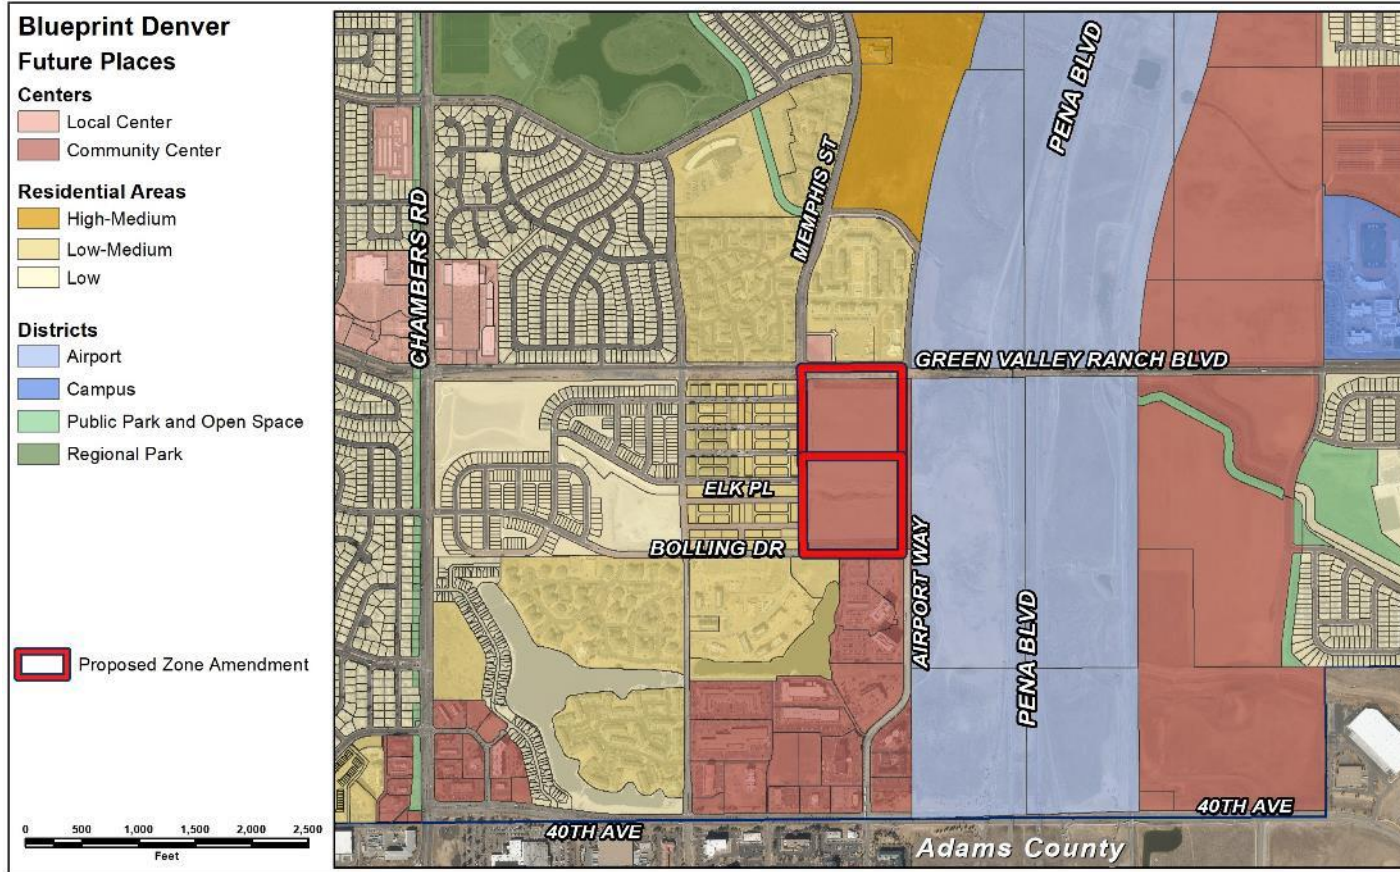 Blueprint Denver
Future Places
Centers
Local Center
Community Center
Residential Areas
High-Medium
Low-Medium
Low
Districts
Airport
Campus
Public Park and Open Space
Regional Park
Proposed Zone Amendment
0 500 1,000 1,500 2,000 2,500
Feet
PENA BLVD
MEMPHIS ST
CHAMBERS RD
GREEN VALLEY RANCH BLVD
ELK PL
BOLLING DR
AIRPORT WAY
PENA BLVD
40TH AVE
40TH AVE
Adams County